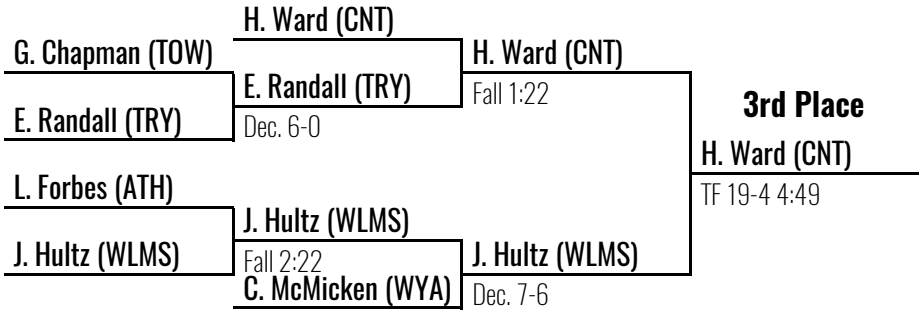 H. Ward (CNT)
G. Chapman (TOW)
H. Ward (CNT)
E. Randall (TRY)
Fall 1:22
3rd Place
E. Randall (TRY)
Dec. 6-0
H. Ward (CNT)
L. Forbes (ATH)
TF 19-4 4:49
J. Hultz (WLMS)
J. Hultz (WLMS)
Fall 2:22
J. Hultz (WLMS)
C. McMicken (WYA)
Dec. 7-6